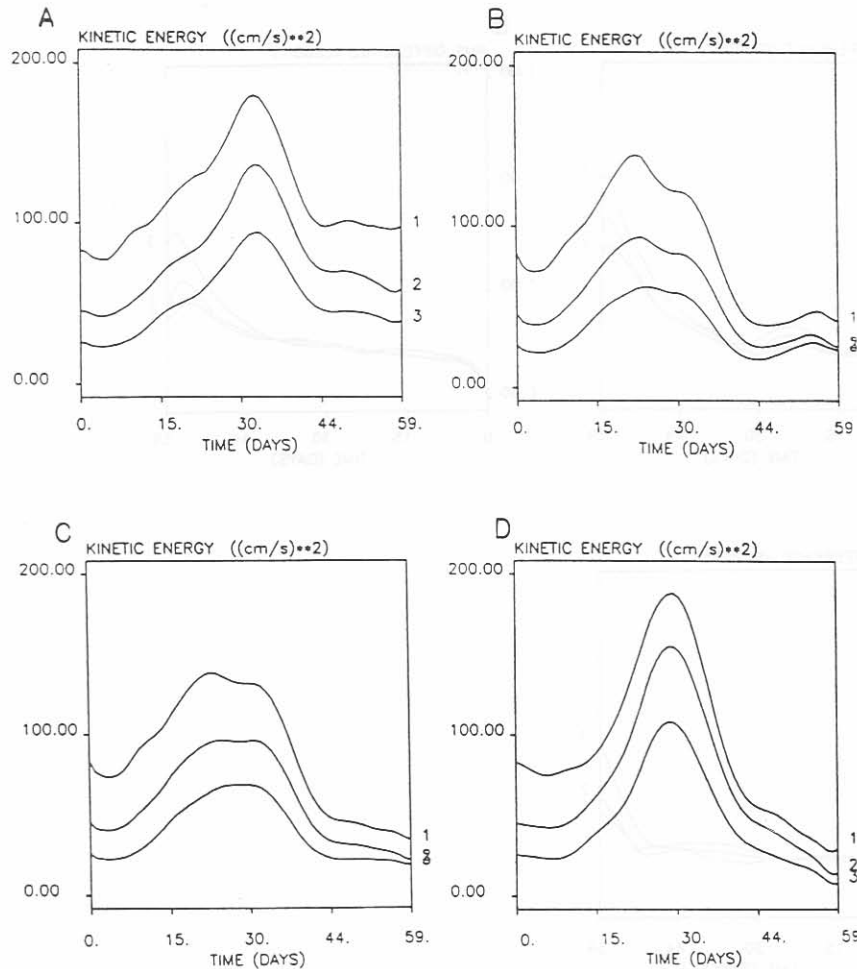 A
KINETIC ENERGY ((cm/s)**2)
200.00
100.00
0.00
1
2
3
0. 15. 30. 44. 59.
TIME (DAYS)
B
KINETIC ENERGY ((cm/s)**2)
200.00
100.00
0.00
1
0. 15. 30. 44. 59.
TIME (DAYS)
C
KINETIC ENERGY ((cm/s)**2)
200.00
100.00
0.00
1
0. 15. 30. 44. 59.
TIME (DAYS)
D
KINETIC ENERGY ((cm/s)**2)
200.00
100.00
0.00
1
2
3
0. 15. 30. 44. 59
TIME (DAYS)